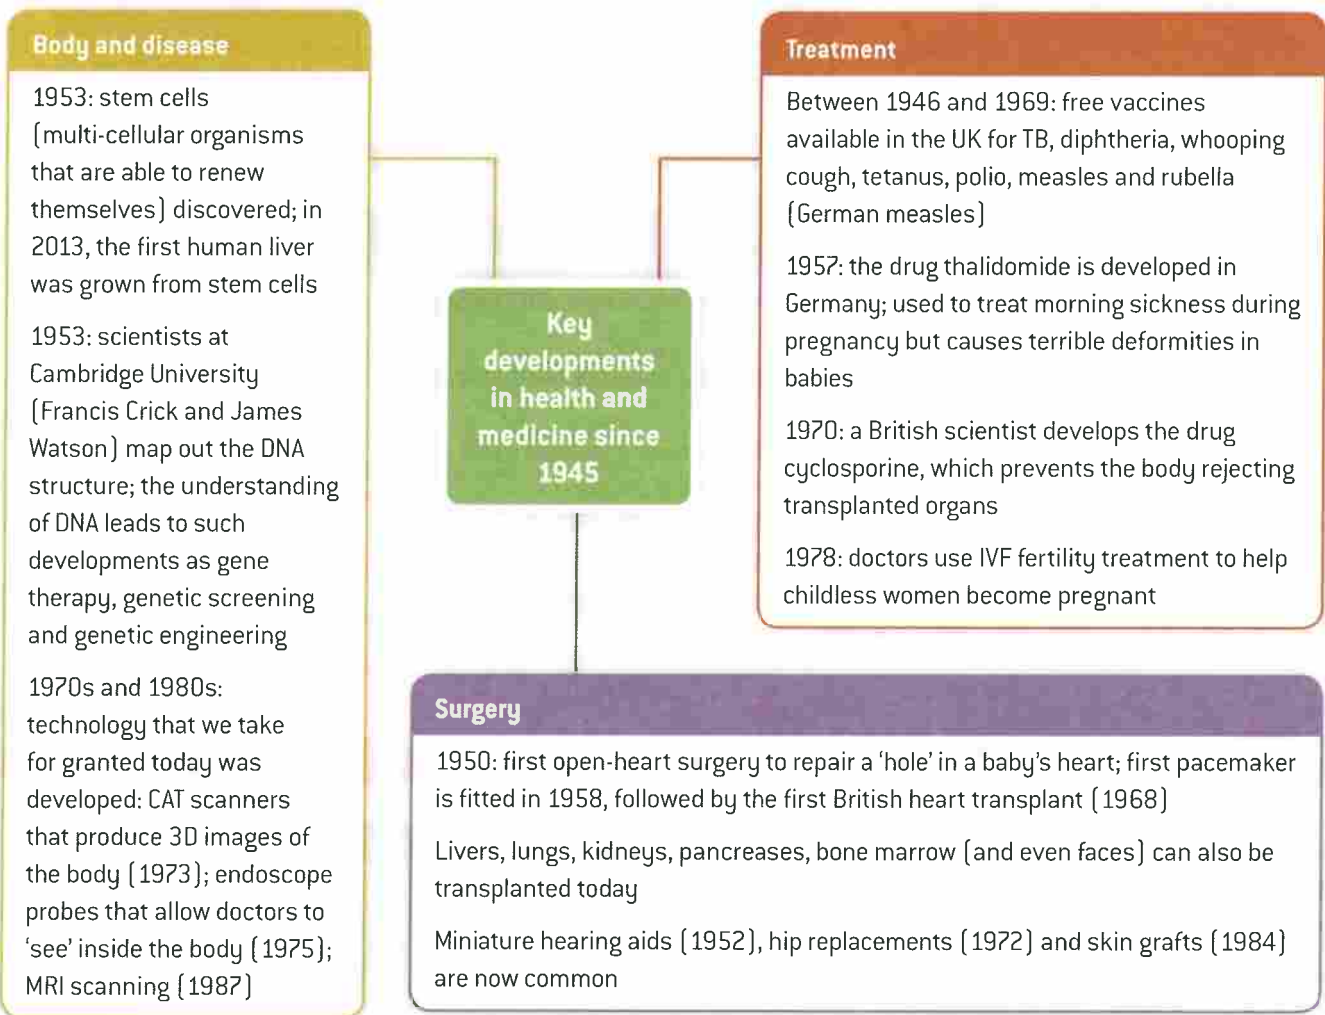 Body and disease
1953: stem cells
(multi-cellular organisms
that are able to renew
themselves) discovered; in
2013, the first human liver
was grown from stem cells
1953: scientists at
Cambridge University
(Francis Crick and James
Watson) map out the DNA
structure; the understanding
of DNA leads to such
developments as gene
therapy, genetic screening
and genetic engineering
1970s and 1980s:
technology that we take
for granted today was
developed: CAT scanners
that produce 3D images of
the body (1973); endoscope
probes that allow doctors to
'see' inside the body (1975);
MRI scanning (1987)
Key
developments
in health and
medicine since
1945
Treatment
Between 1946 and 1969: free vaccines
available in the UK for TB, diphtheria, whooping
cough, tetanus, polio, measles and rubella
(German measles)
1957: the drug thalidomide is developed in
Germany; used to treat morning sickness during
pregnancy but causes terrible deformities in
babies
1970: a British scientist develops the drug
cyclosporine, which prevents the body rejecting
transplanted organs
1978: doctors use IVF fertility treatment to help
childless women become pregnant
Surgery
1950: first open-heart surgery to repair a 'hole' in a baby's heart; first pacemaker
is fitted in 1958, followed by the first British heart transplant (1968)
Livers, lungs, kidneys, pancreases, bone marrow (and even faces) can also be
transplanted today
Miniature hearing aids (1952), hip replacements (1972) and skin grafts (1984)
are now common